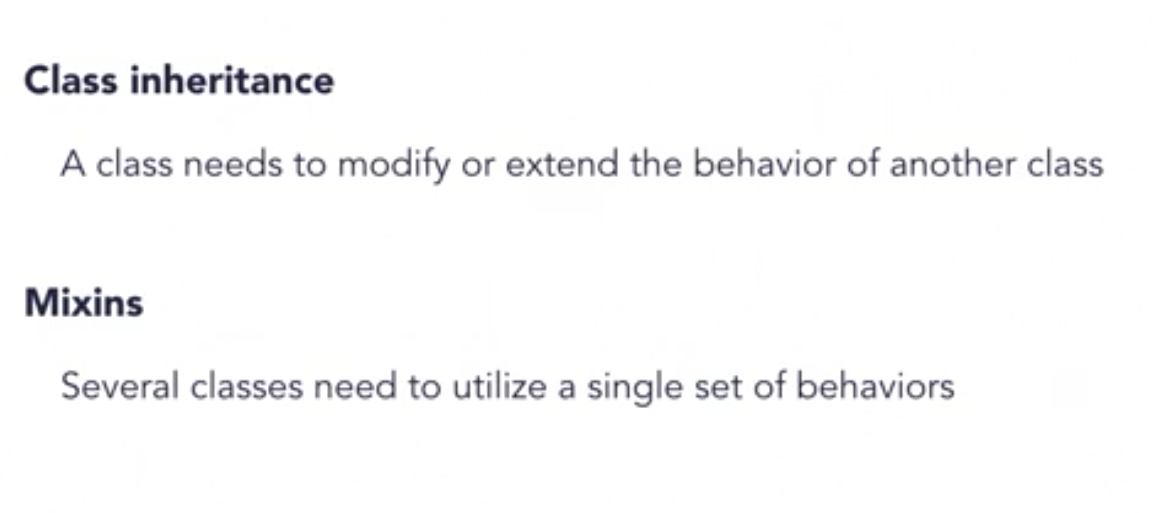 Class inheritance
A class needs to modify or extend the behavior of another class
Mixins
Several classes need to utilize a single set of behaviors